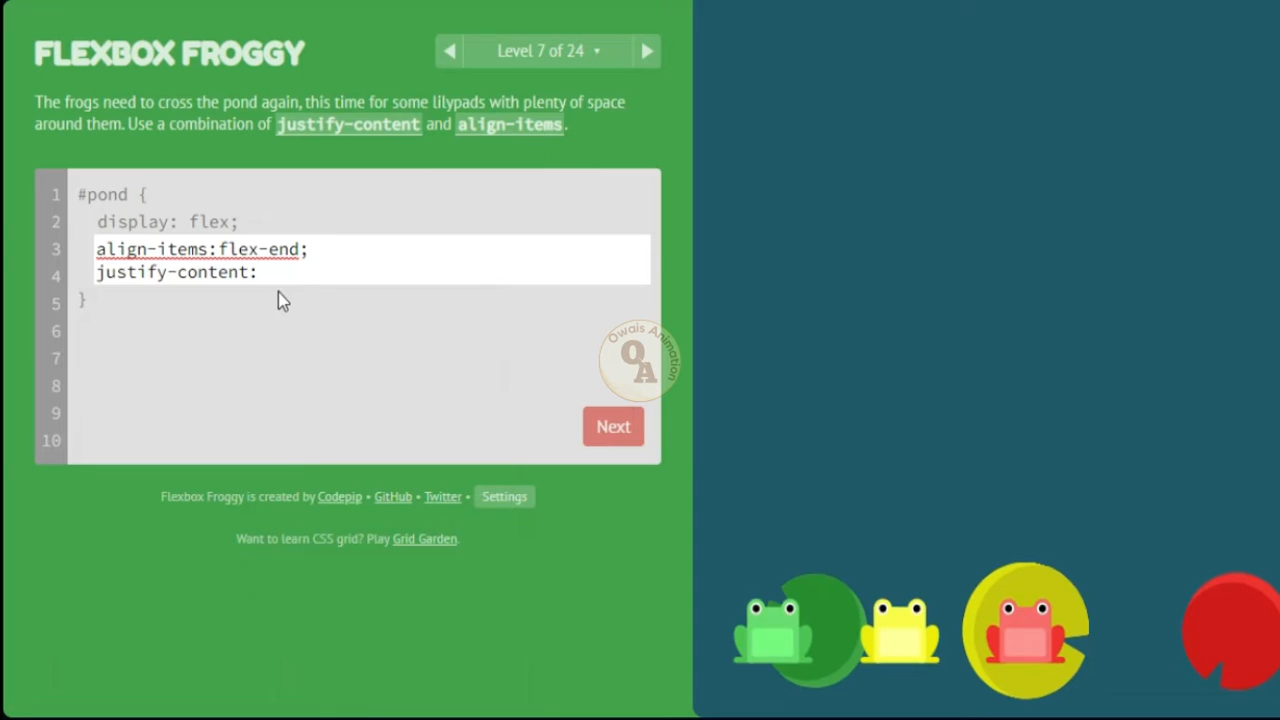 FLEXBOX FROGGY
◀ Level 7 of 24 ▾ ▶
The frogs need to cross the pond again, this time for some lilypads with plenty of space
around them. Use a combination of justify-content and align-items.
1 #pond {
2 display: flex;
3 align-items:flex-end;
4 justify-content:
5 }
6
7
8
9
10
Owais Animation
OA
Next
Flexbox Froggy is created by Codepip • GitHub • Twitter • Settings
Want to learn CSS grid? Play Grid Garden.